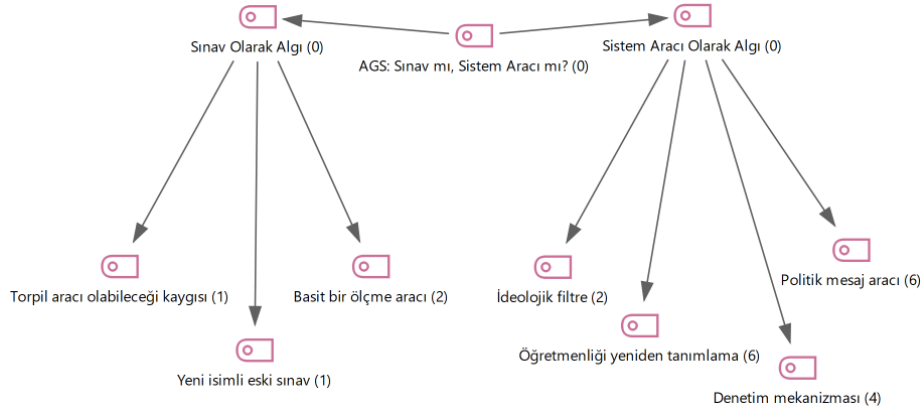 Sınav Olarak Algı (0)
AGS: Sınav mı, Sistem Aracı mı? (0)
Sistem Aracı Olarak Algı (0)
Torpil aracı olabileceği kaygısı (1)
Yeni isimli eski sınav (1)
Basit bir ölçme aracı (2)
İdeolojik filtre (2)
Öğretmenliği yeniden tanımlama (6)
Denetim mekanizması (4)
Politik mesaj aracı (6)